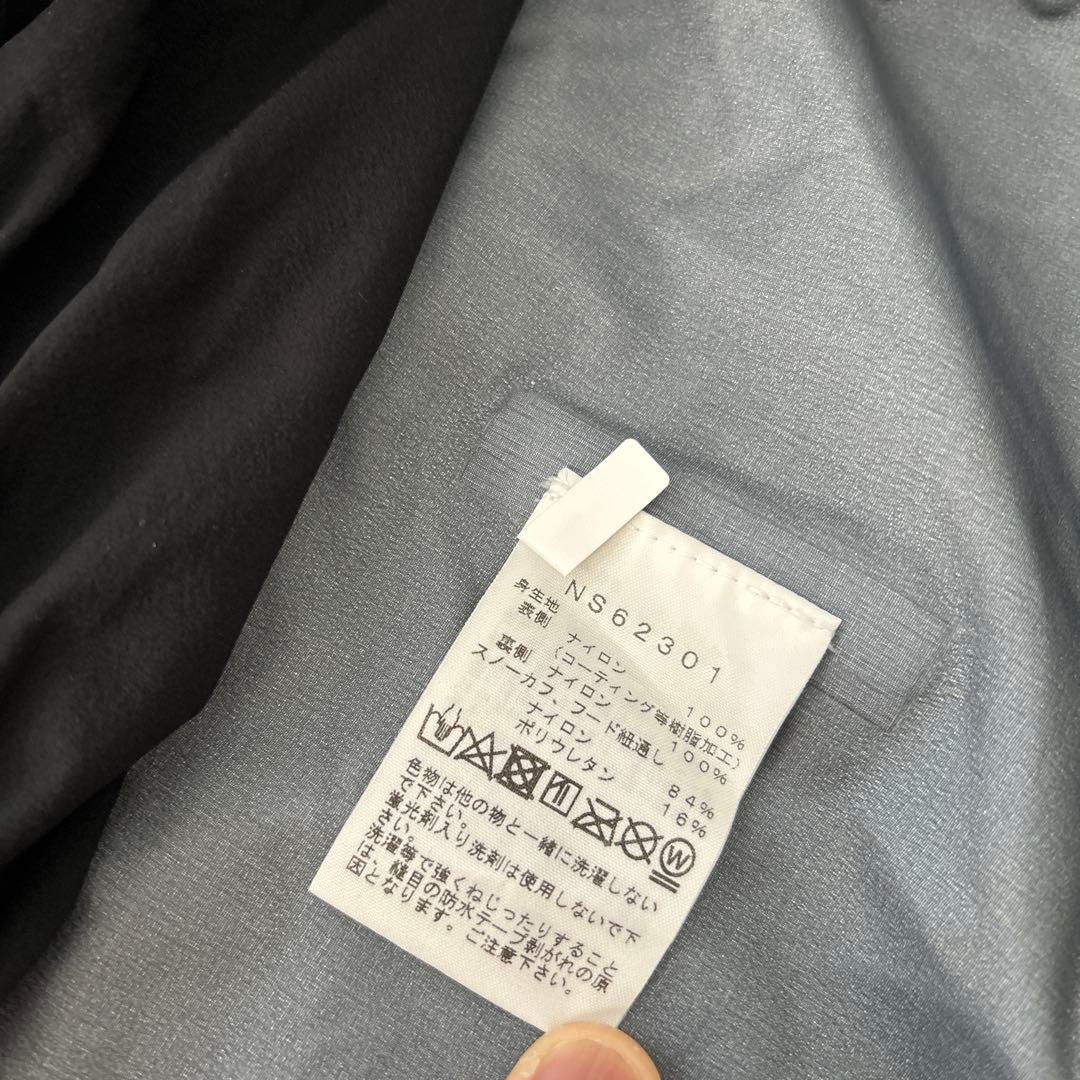 NS62301
身生地
表側 ナイロン 100%
(コーティング等樹脂加工)
裏側 ナイロン 100%
スノーカフ、フード紐通し
ナイロン 84%
ポリウレタン 16%
W
色物は他の物と一緒に洗濯しない
で下さい。
蛍光剤入り洗剤は使用しないで下
さい。
洗濯等で強くねじったりすること
は、縫目の防水テープ剥がれの原
因となります。ご注意下さい。